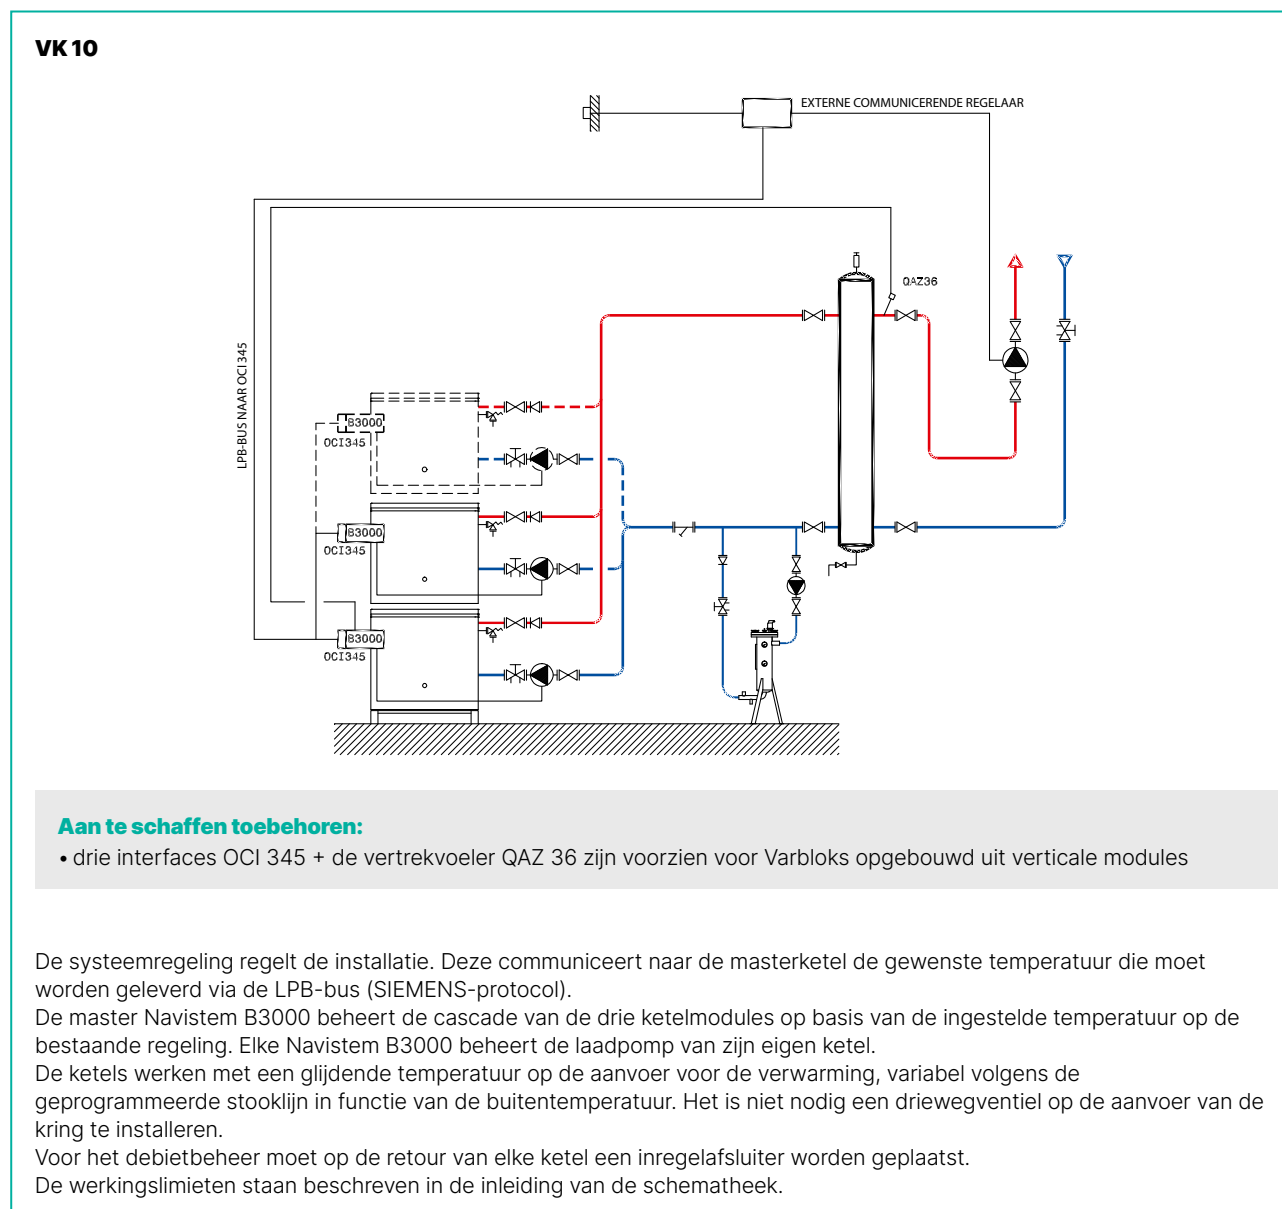 VK 10
EXTERNE COMMUNICERENDE REGELAAR
QAZ36
LPB-BUS NAAR OCI 345
B3000
OCI345
B3000
OCI345
B3000
OCI345
Aan te schaffen toebehoren:
• drie interfaces OCI 345 + de vertrekvoeler QAZ 36 zijn voorzien voor Varbloks opgebouwd uit verticale modules
De systeemregeling regelt de installatie. Deze communiceert naar de masterketel de gewenste temperatuur die moet
worden geleverd via de LPB-bus (SIEMENS-protocol).
De master Navistem B3000 beheert de cascade van de drie ketelmodules op basis van de ingestelde temperatuur op de
bestaande regeling. Elke Navistem B3000 beheert de laadpomp van zijn eigen ketel.
De ketels werken met een glijdende temperatuur op de aanvoer voor de verwarming, variabel volgens de
geprogrammeerde stooklijn in functie van de buitentemperatuur. Het is niet nodig een driewegventiel op de aanvoer van de
kring te installeren.
Voor het debietbeheer moet op de retour van elke ketel een inregelafsluiter worden geplaatst.
De werkingslimieten staan beschreven in de inleiding van de schematheek.